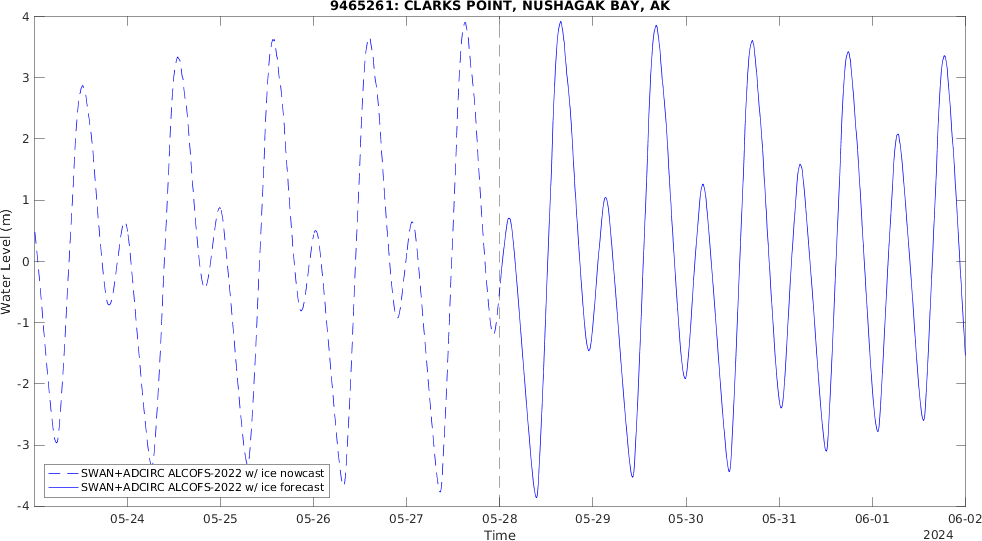 9465261: CLARKS POINT, NUSHAGAK BAY, AK
4
3
2
1
0
-1
-2
-3
-4
Water Level (m)
SWAN+ADCIRC ALCOFS-2022 w/ ice nowcast
SWAN+ADCIRC ALCOFS-2022 w/ ice forecast
05-24 05-25 05-26 05-27 05-28 05-29 05-30 05-31 06-01 06-02
Time
2024